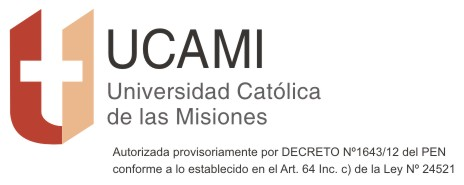 UCAMI
Universidad Católica
de las Misiones
Autorizada provisoriamente por DECRETO Nº1643/12 del PEN
conforme a lo establecido en el Art. 64 Inc. c) de la Ley Nº 24521